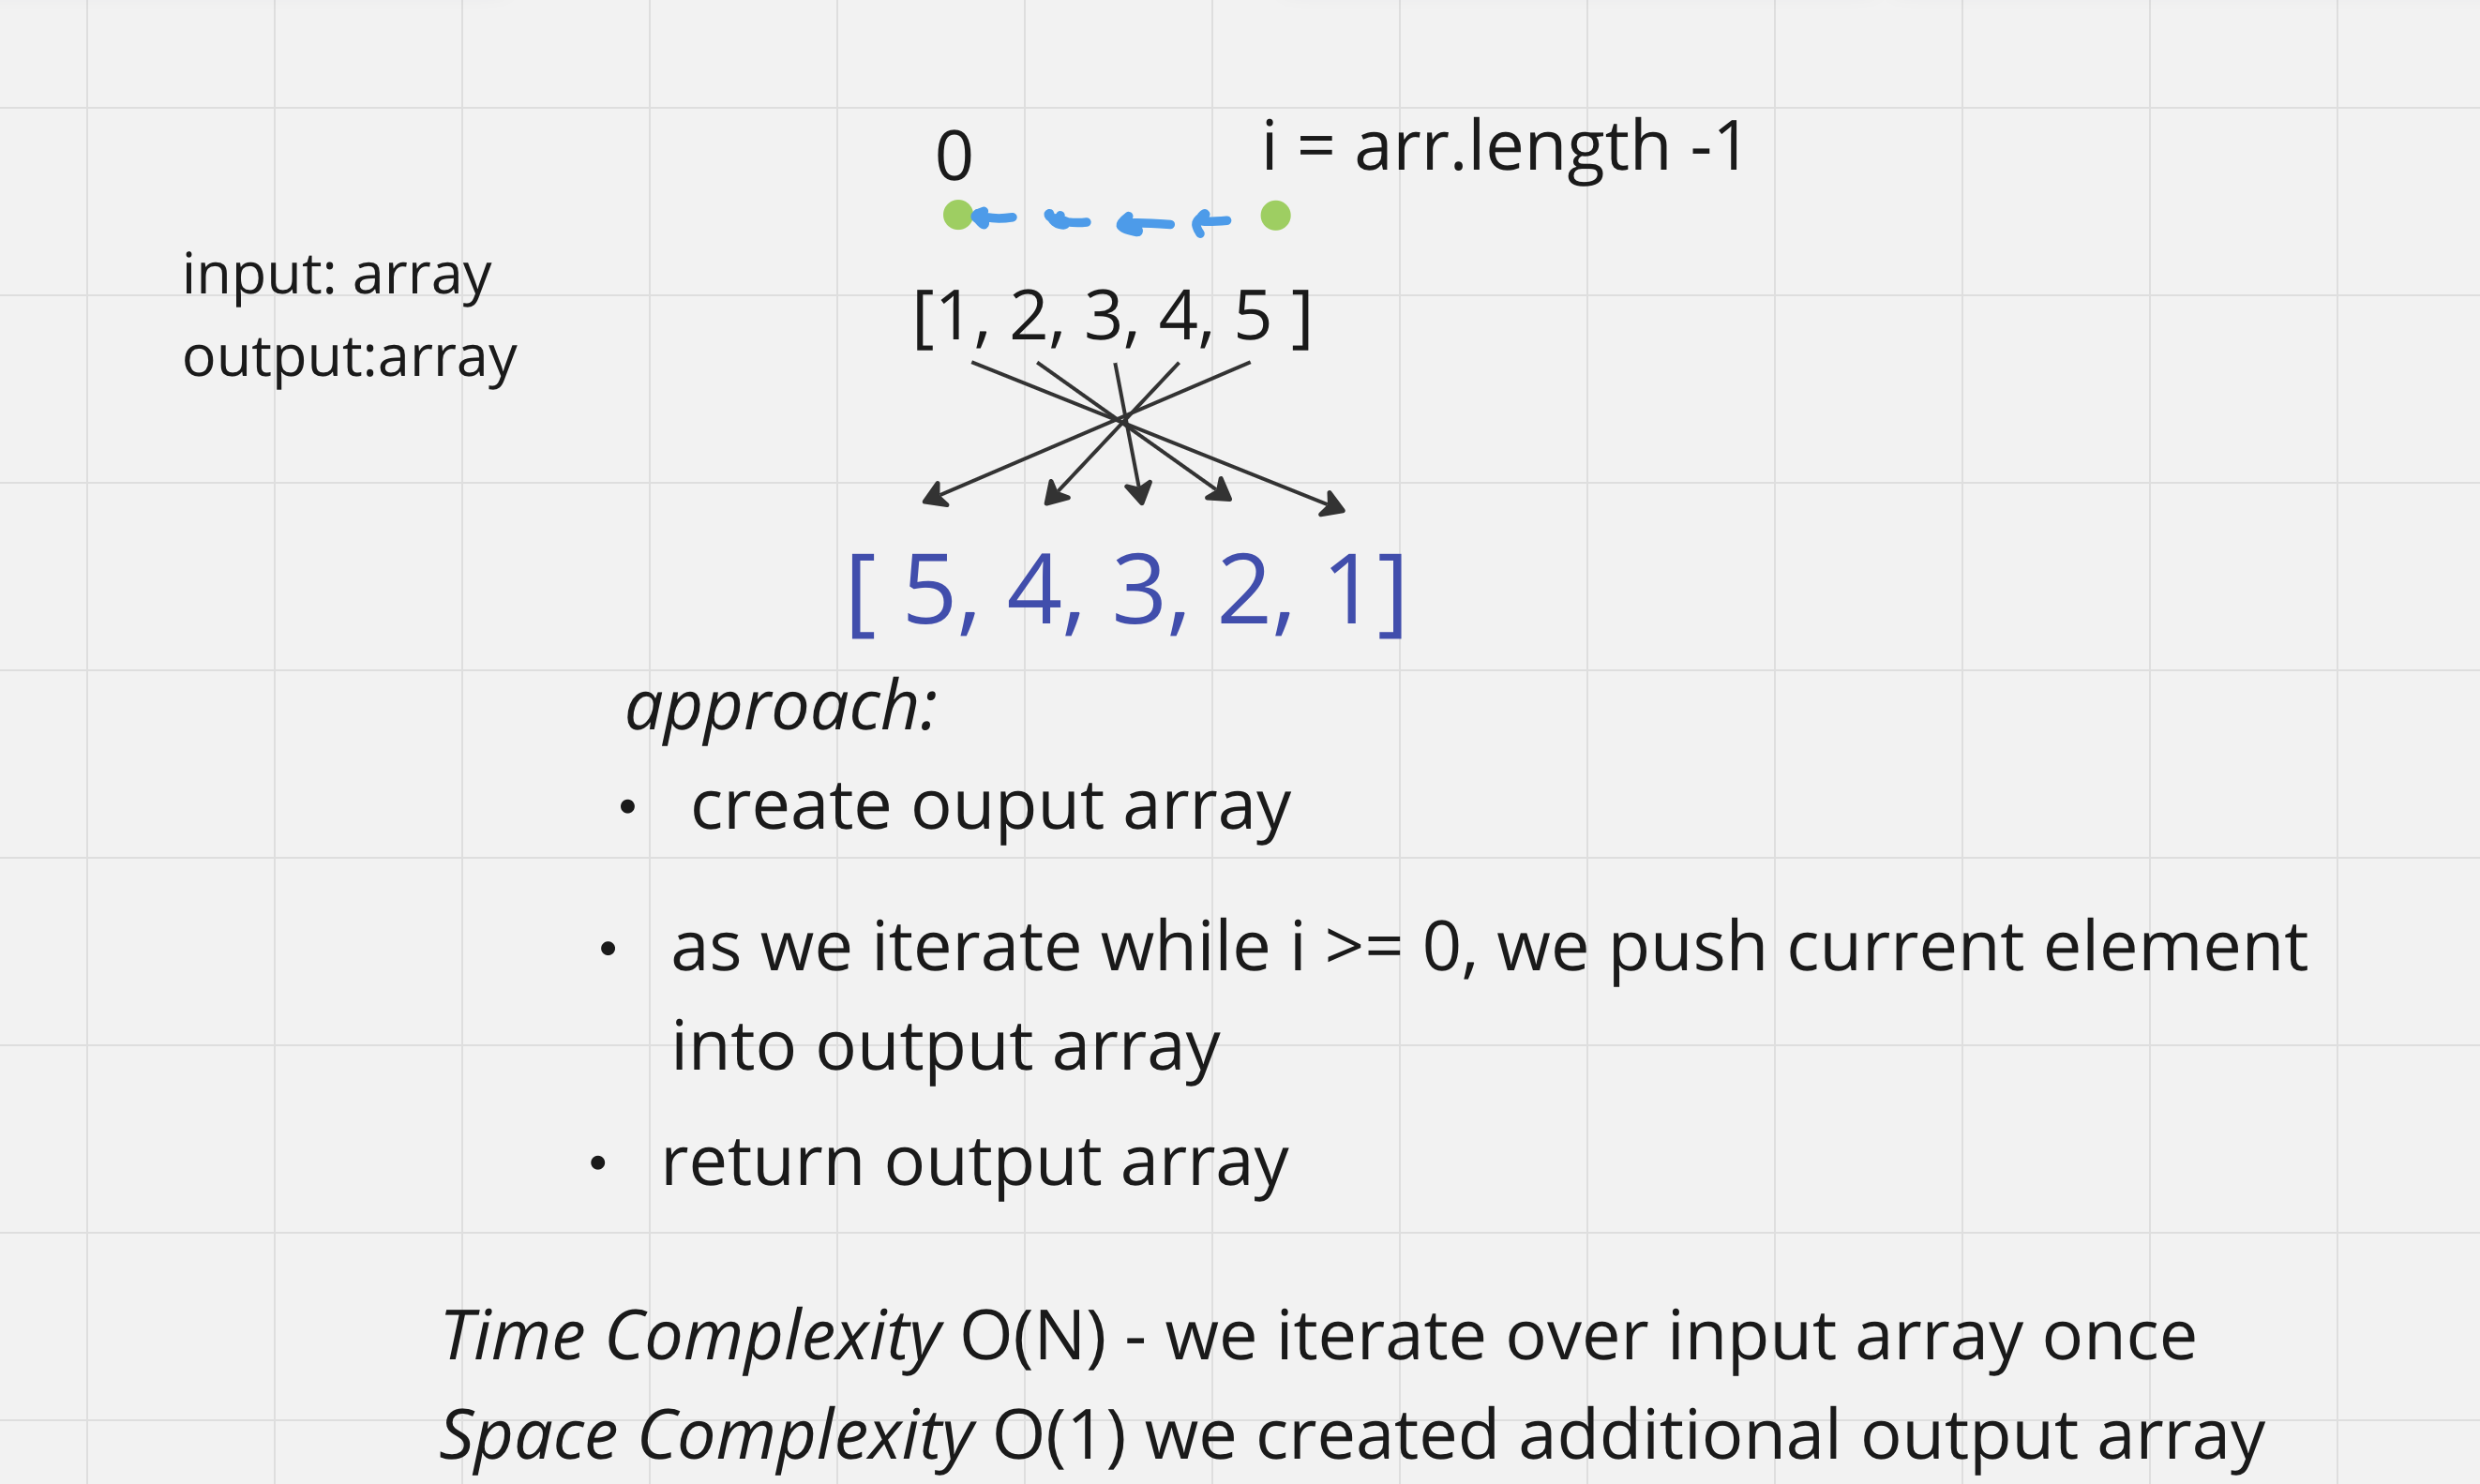 0 i = arr.length -1
input: array
output:array
[1, 2, 3, 4, 5 ]
[ 5, 4, 3, 2, 1]
approach:
• create ouput array
• as we iterate while i >= 0, we push current element
into output array
• return output array
Time Complexity O(N) - we iterate over input array once
Space Complexity O(1) we created additional output array